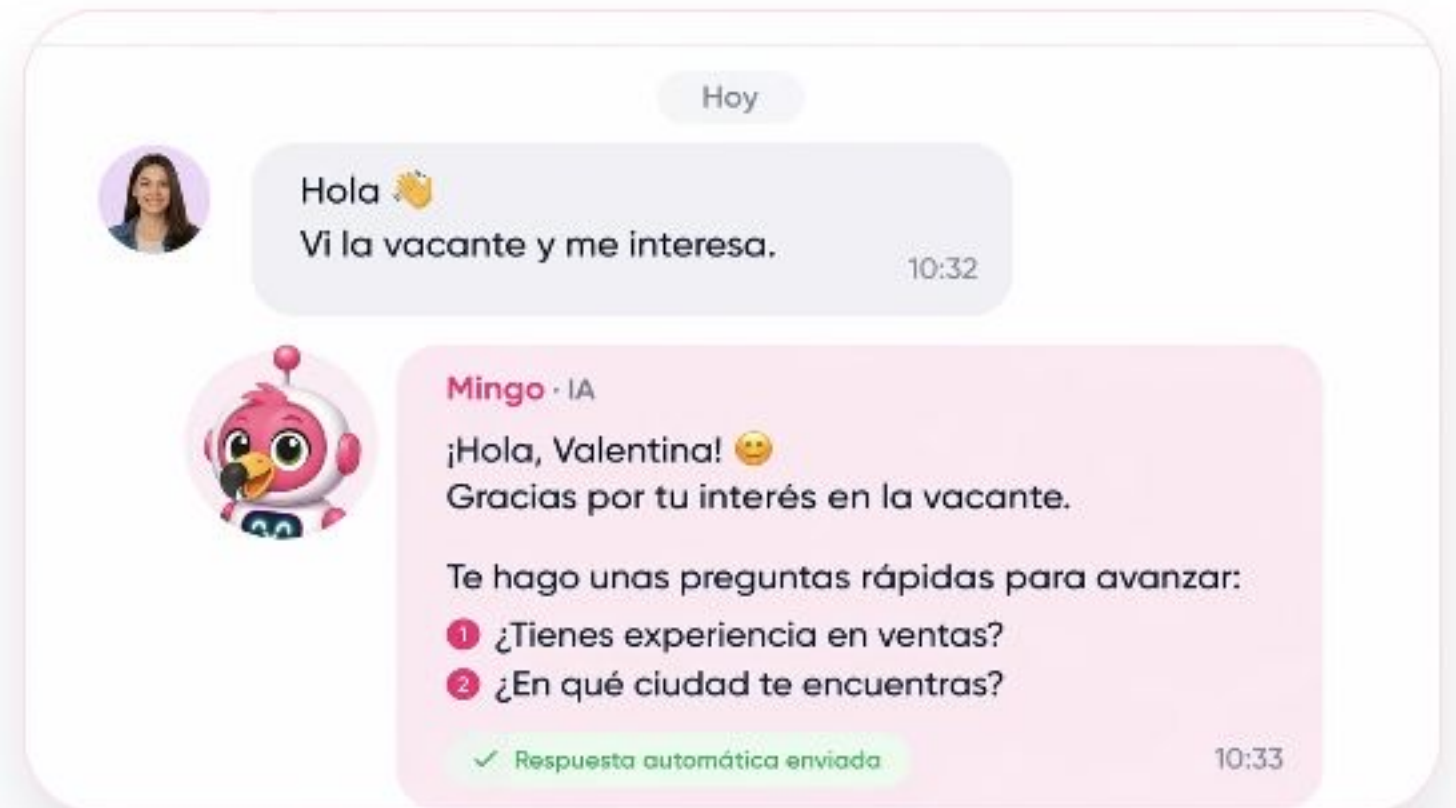 Hoy
Hola 👋
Vi la vacante y me interesa.
10:32
Mingo · IA
¡Hola, Valentina! 😊
Gracias por tu interés en la vacante.
Te hago unas preguntas rápidas para avanzar:
1 ¿Tienes experiencia en ventas?
2 ¿En qué ciudad te encuentras?
✓ Respuesta automática enviada
10:33